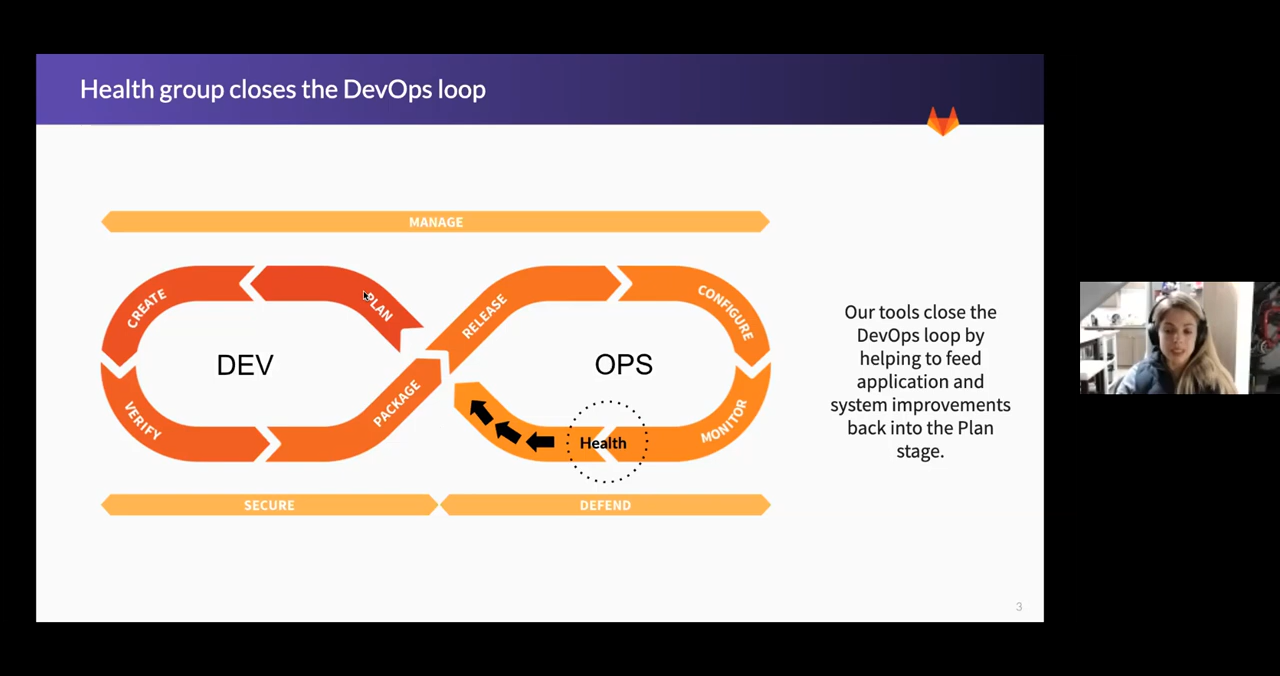 Health group closes the DevOps loop
MANAGE
CREATE
PLAN
RELEASE
CONFIGURE
DEV
OPS
VERIFY
PACKAGE
Health
MONITOR
SECURE
DEFEND
Our tools close the
DevOps loop by
helping to feed
application and
system improvements
back into the Plan
stage.
3